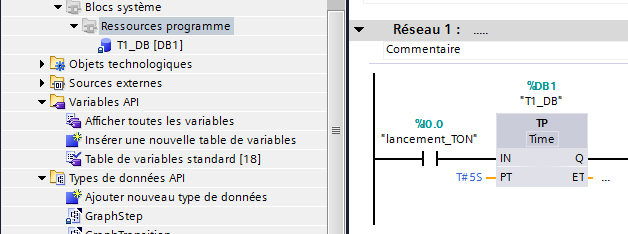 Blocs système
Ressources programme
T1_DB [DB1]
Objets technologiques
Sources externes
Variables API
Afficher toutes les variables
Insérer une nouvelle table de variables
Table de variables standard [18]
Types de données API
Ajouter nouveau type de données
GraphStep
GraphTransition
Réseau 1 : .....
Commentaire
%DB1
"T1_DB"
%I0.0
"lancement_TON"
TP
Time
IN Q
T#5S PT ET ...